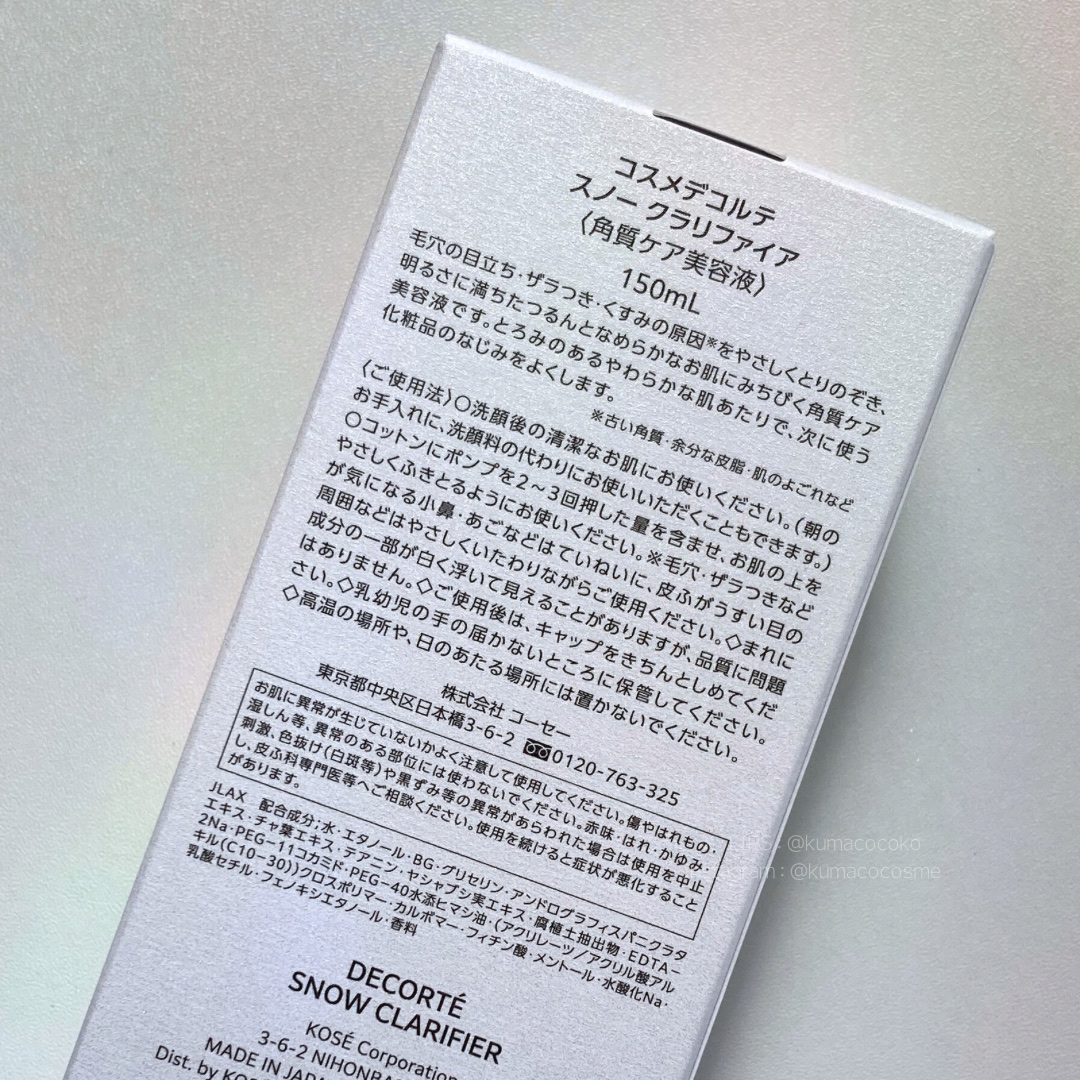 コスメデコルテ
スノー クラリファイア
〈角質ケア美容液〉
150mL
毛穴の目立ち・ザラつき・くすみの原因※をやさしくとりのぞき、
明るさに満ちたつるんとなめらかなお肌にみちびく角質ケア
美容液です。とろみのあるやわらかな肌あたりで、次に使う
化粧品のなじみをよくします。
※古い角質・余分な皮脂・肌のよごれなど
〈ご使用法〉○洗顔後の清潔なお肌にお使いください。(朝の
お手入れに、洗顔料の代わりにお使いいただくこともできます。)
○コットンにポンプを2～3回押した量を含ませ、お肌の上を
やさしくふきとるようにお使いください。※毛穴・ザラつきなど
が気になる小鼻・あごなどはていねいに、皮ふがうすい目の
周囲などはやさしくいたわりながらご使用ください。◇まれに
成分の一部が白く浮いて見えることがありますが、品質に問題
はありません。◇ご使用後は、キャップをきちんとしめてくだ
さい。◇乳幼児の手の届かないところに保管してください。
◇高温の場所や、日のあたる場所には置かないでください。
株式会社 コーセー
東京都中央区日本橋3-6-2 0120-763-325
お肌に異常が生じていないかよく注意して使用してください。傷やはれもの・
湿しん等、異常のある部位には使わないでください。赤味・はれ・かゆみ・
刺激、色抜け(白斑等)や黒ずみ等の異常があらわれた場合は使用を中止
し、皮ふ科専門医等へご相談ください。使用を続けると症状が悪化すること
があります。
JLAX 配合成分;水・エタノール・BG・グリセリン・アンドログラフィスパニクラタ
エキス・チャ葉エキス・テアニン・ヤシャブシ実エキス・腐植土抽出物・EDTA－
2Na・PEG－11コカミド・PEG－40水添ヒマシ油・(アクリレーツ／アクリル酸アル
キル(C10－30))クロスポリマー・カルボマー・フィチン酸・メントール・水酸化Na・
乳酸セチル・フェノキシエタノール・香料
DECORTÉ
SNOW CLARIFIER
KOSÉ Corporation
3-6-2 NIHONBA
MADE IN JAPA
Dist. by KO
: @kumacocoko
: @kumacocosme